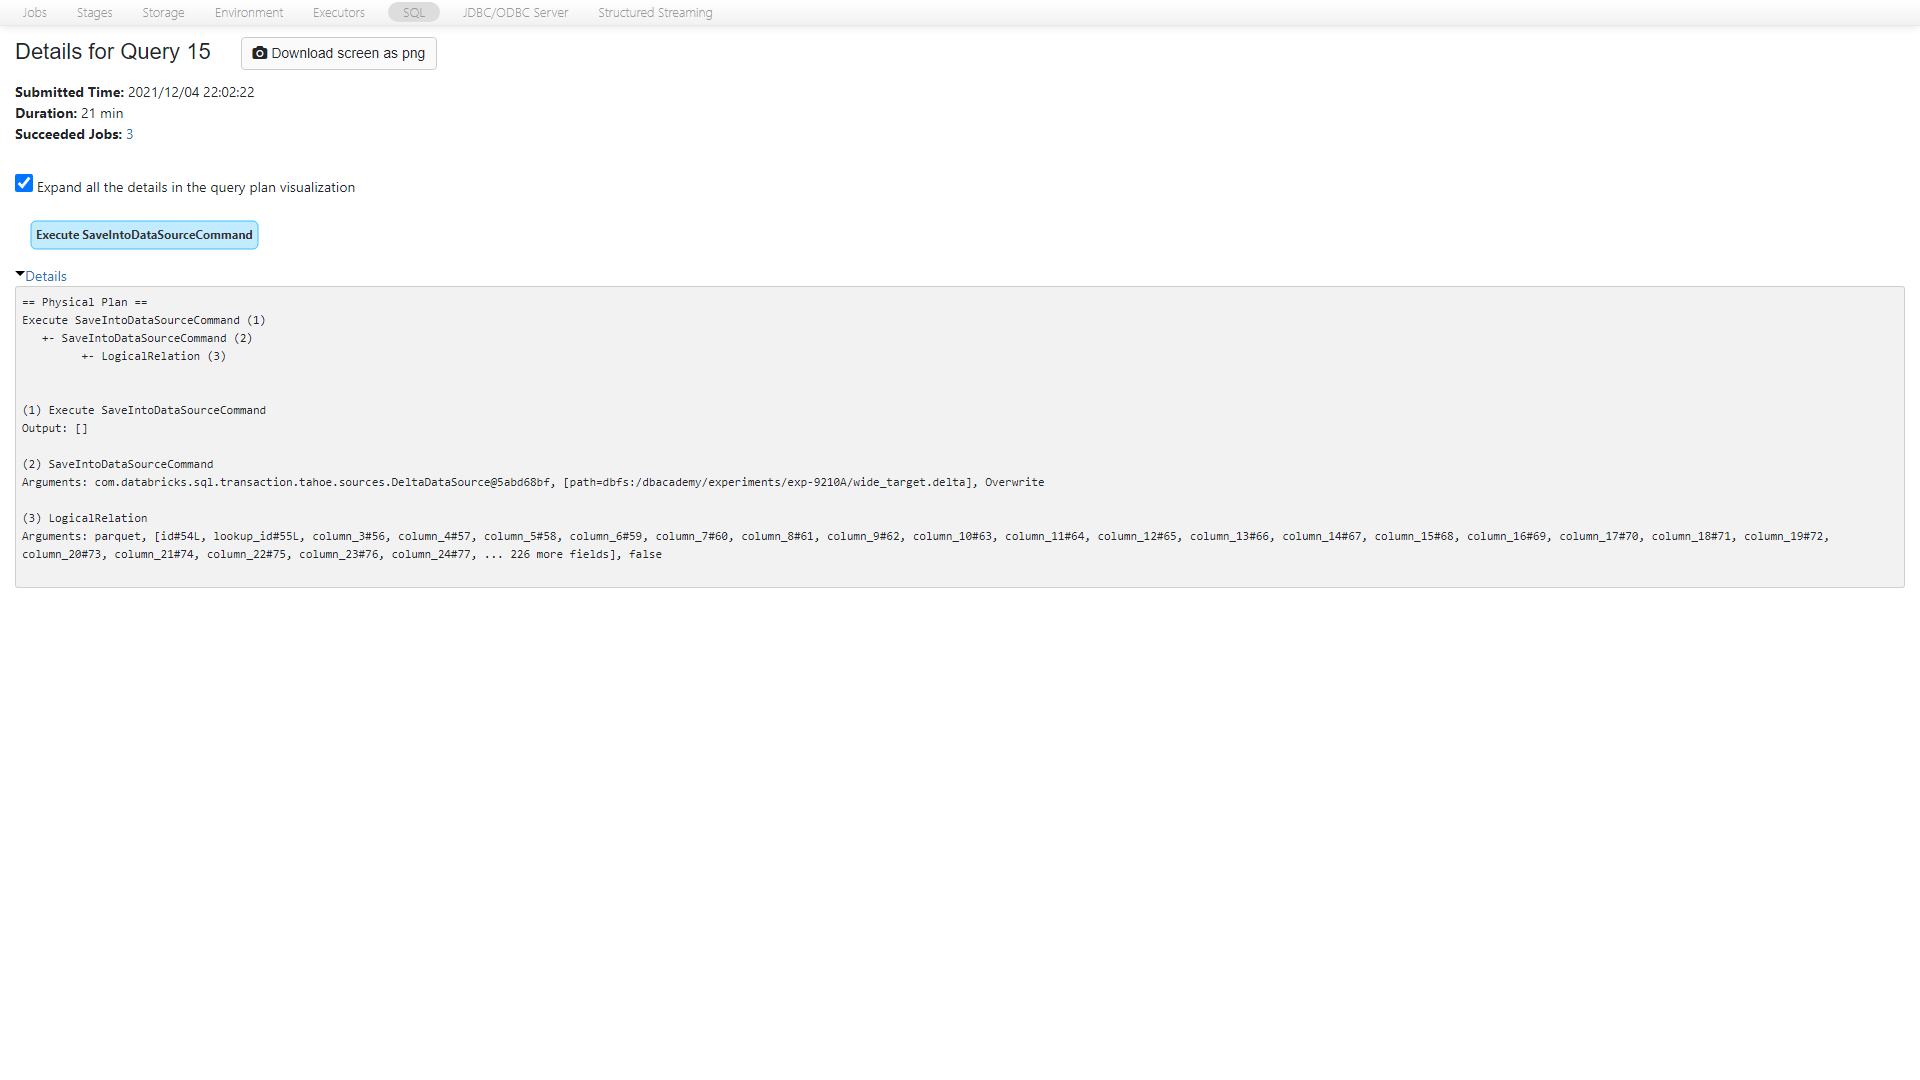 Jobs Stages Storage Environment Executors SQL JDBC/ODBC Server Structured Streaming
Details for Query 15 Download screen as png
Submitted Time: 2021/12/04 22:02:22
Duration: 21 min
Succeeded Jobs: 3
Expand all the details in the query plan visualization
Execute SaveIntoDataSourceCommand
Details
== Physical Plan ==
Execute SaveIntoDataSourceCommand (1)
+- SaveIntoDataSourceCommand (2)
+- LogicalRelation (3)
(1) Execute SaveIntoDataSourceCommand
Output: []
(2) SaveIntoDataSourceCommand
Arguments: com.databricks.sql.transaction.tahoe.sources.DeltaDataSource@5abd68bf, [path=dbfs:/dbacademy/experiments/exp-9210A/wide_target.delta], Overwrite
(3) LogicalRelation
Arguments: parquet, [id#54L, lookup_id#55L, column_3#56, column_4#57, column_5#58, column_6#59, column_7#60, column_8#61, column_9#62, column_10#63, column_11#64, column_12#65, column_13#66, column_14#67, column_15#68, column_16#69, column_17#70, column_18#71, column_19#72,
column_20#73, column_21#74, column_22#75, column_23#76, column_24#77, ... 226 more fields], false